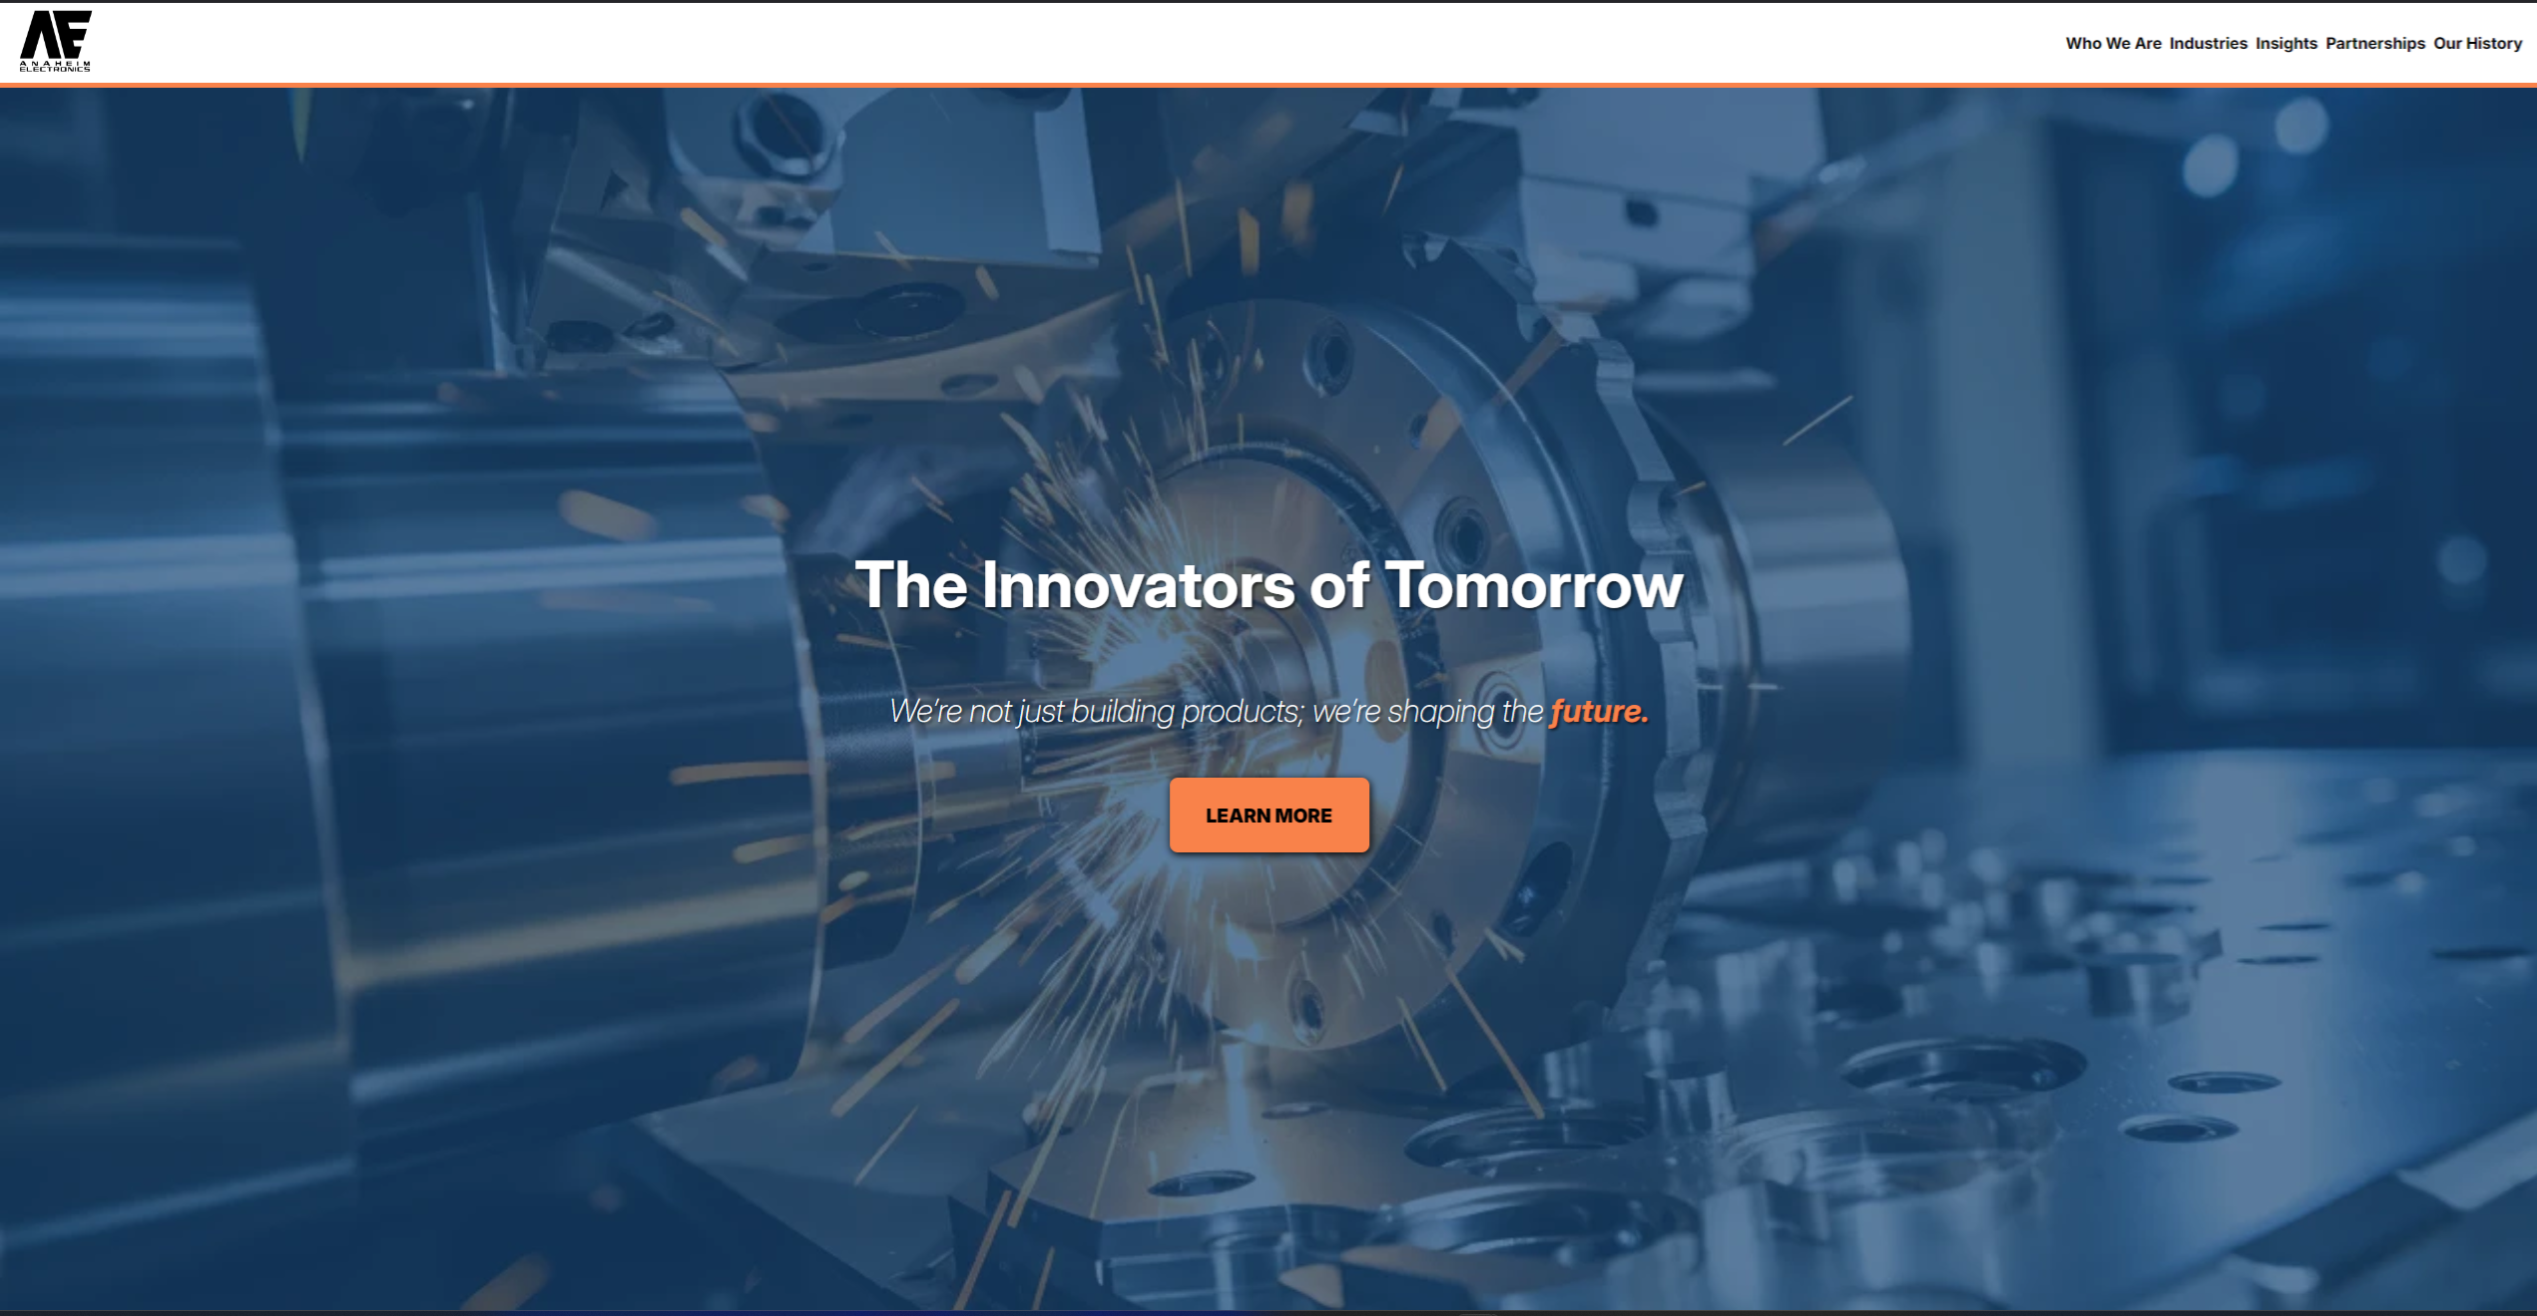 ANAHEIM
ELECTRONICS
Who We Are Industries Insights Partnerships Our History
The Innovators of Tomorrow
We're not just building products; we're shaping the future.
LEARN MORE